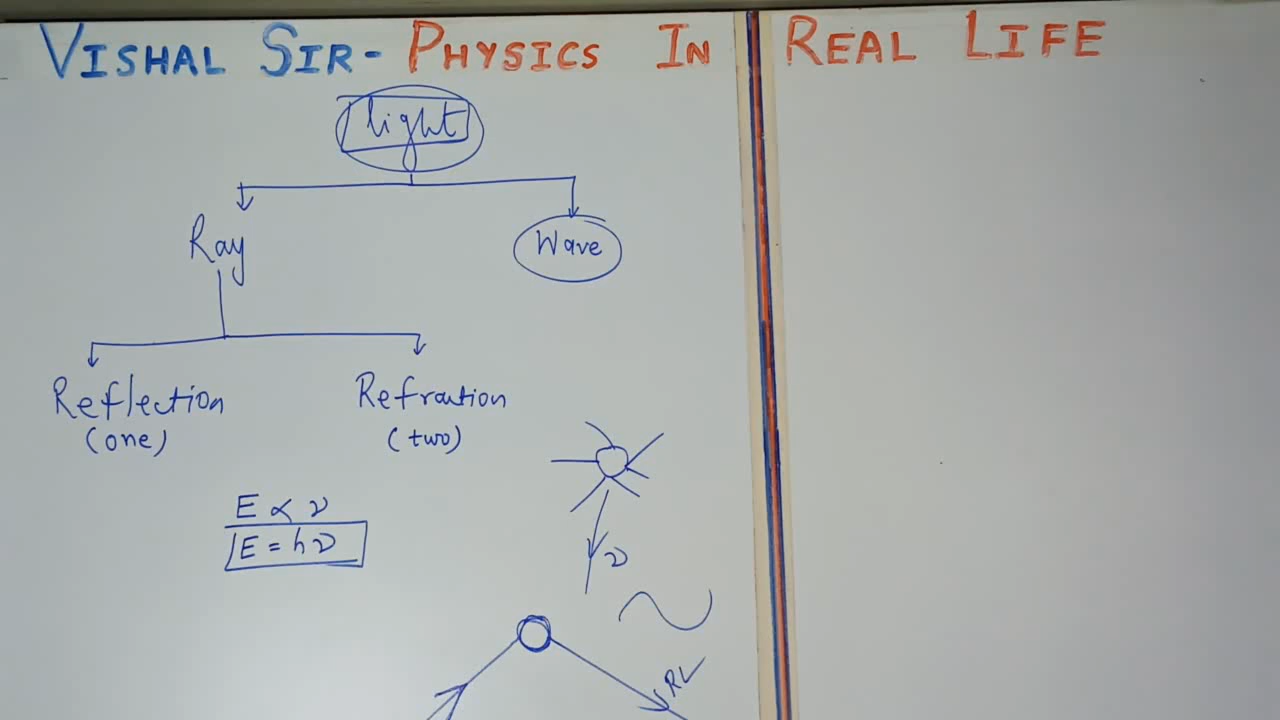 VISHAL SIR- PHYSICS IN REAL LIFE
light
Ray
Wave
Reflection
(one)
Refraction
(two)
E ∝ ν
E = hν
ν
RL